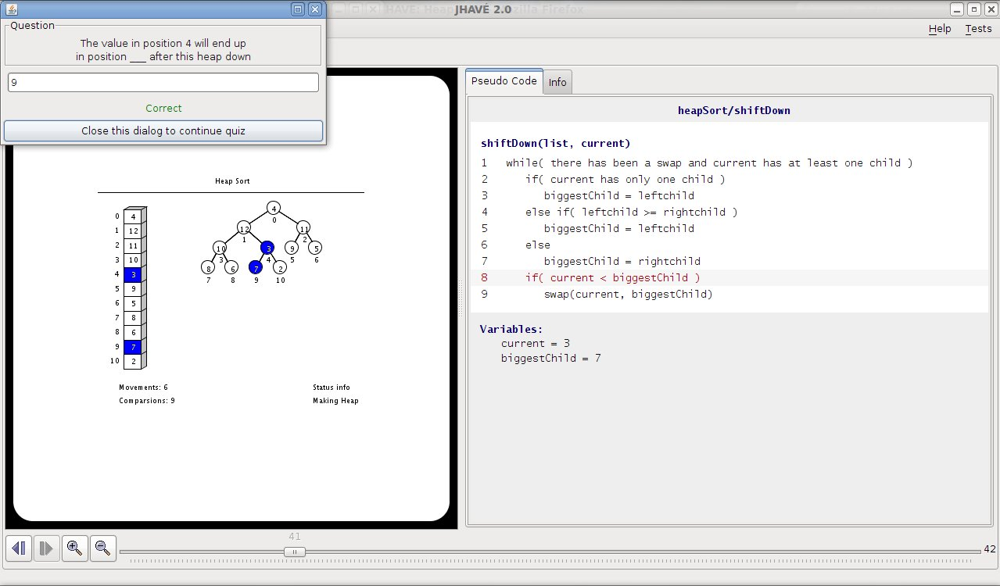 HAVE: Heap JHAVÉ 2.0 zilla Firefox
Help Tests
Question
The value in position 4 will end up
in position ___ after this heap down
9
Correct
Close this dialog to continue quiz
Heap Sort
0 4
1 12
2 11
3 10
4 3
5 9
6 5
7 8
8 6
9 7
10 2
4
0
12 11
1 2
10 3 9 5
3 4 5 6
8 6 7 2
7 8 9 10
Movements: 6 Status info
Comparsions: 9 Making Heap
Pseudo Code Info
heapSort/shiftDown
shiftDown(list, current)
1 while( there has been a swap and current has at least one child )
2 if( current has only one child )
3 biggestChild = leftchild
4 else if( leftchild >= rightchild )
5 biggestChild = leftchild
6 else
7 biggestChild = rightchild
8 if( current < biggestChild )
9 swap(current, biggestChild)
Variables:
current = 3
biggestChild = 7
41
42